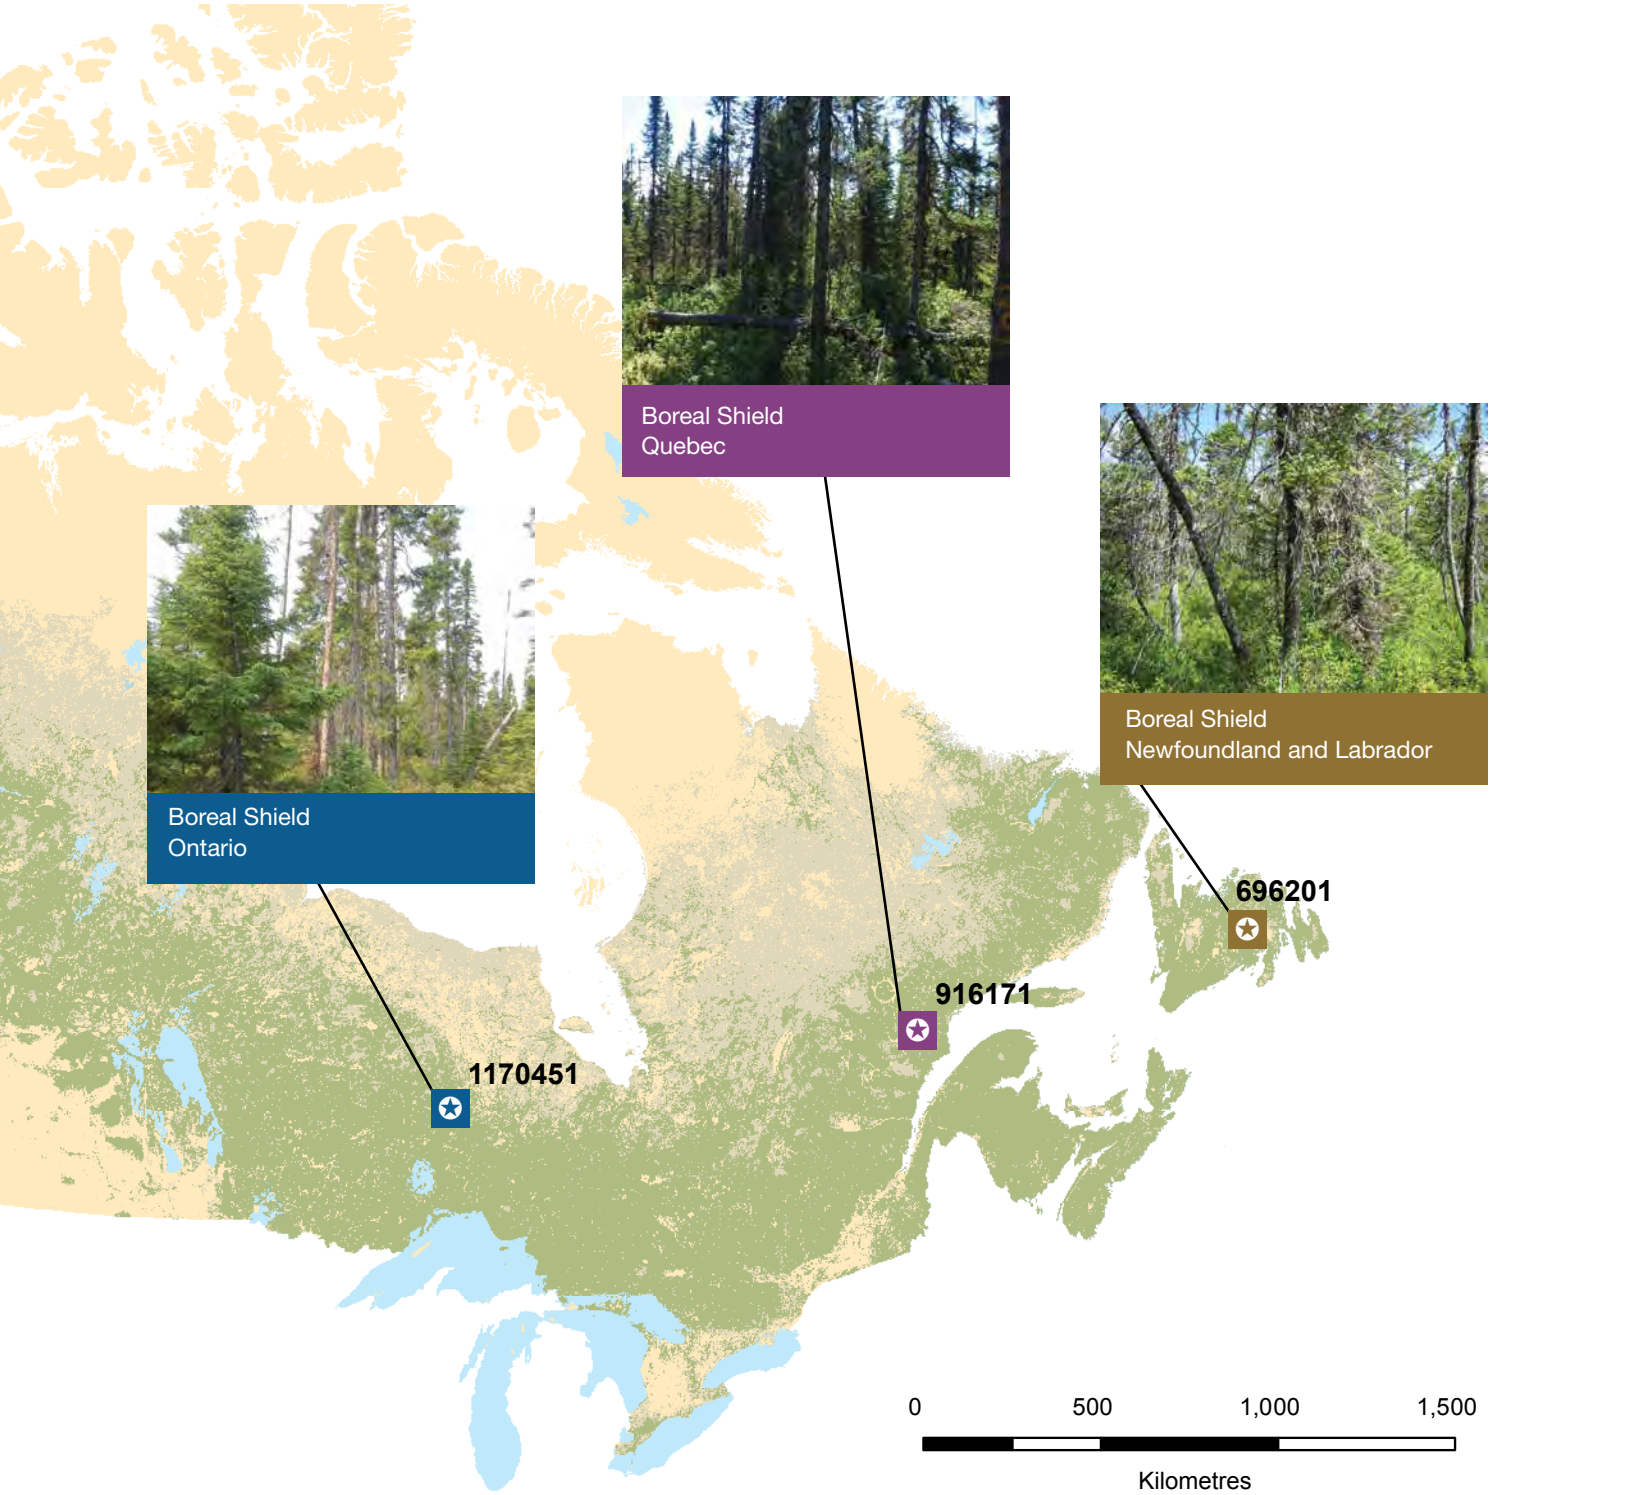 Boreal Shield
Quebec
Boreal Shield
Newfoundland and Labrador
Boreal Shield
Ontario
696201
916171
1170451
0 500 1,000 1,500
Kilometres